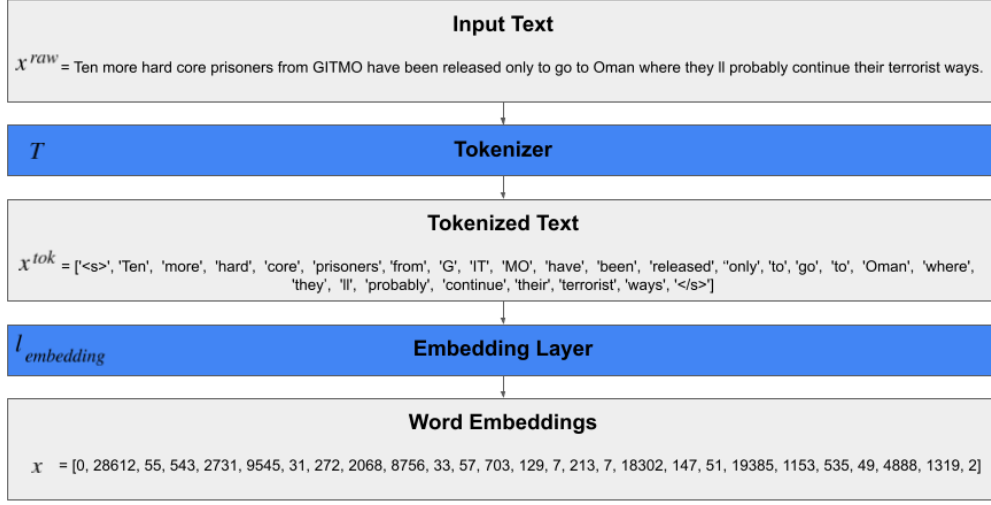 Input Text
x^raw = Ten more hard core prisoners from GITMO have been released only to go to Oman where they ll probably continue their terrorist ways.
T Tokenizer
Tokenized Text
x^tok = ['<s>', 'Ten', 'more', 'hard', 'core', 'prisoners', 'from', 'G', 'IT', 'MO', 'have', 'been', 'released', ''only', 'to', 'go', 'to', 'Oman', 'where',
'they', 'll', 'probably', 'continue', 'their', 'terrorist', 'ways', '</s>']
l_embedding Embedding Layer
Word Embeddings
x = [0, 28612, 55, 543, 2731, 9545, 31, 272, 2068, 8756, 33, 57, 703, 129, 7, 213, 7, 18302, 147, 51, 19385, 1153, 535, 49, 4888, 1319, 2]